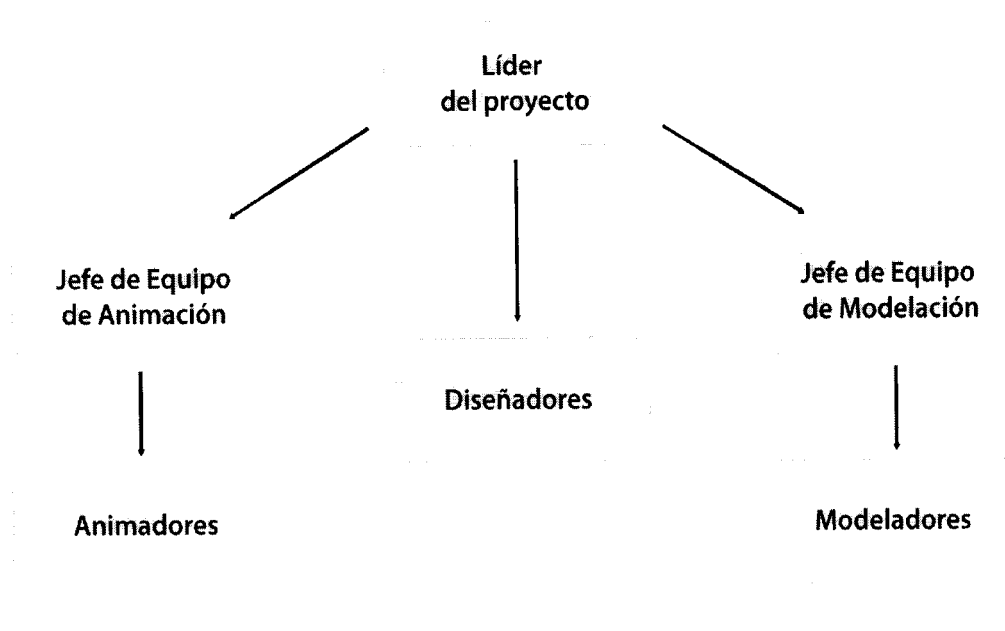 Líder
del proyecto
Jefe de Equipo
de Animación
Jefe de Equipo
de Modelación
Diseñadores
Animadores
Modeladores